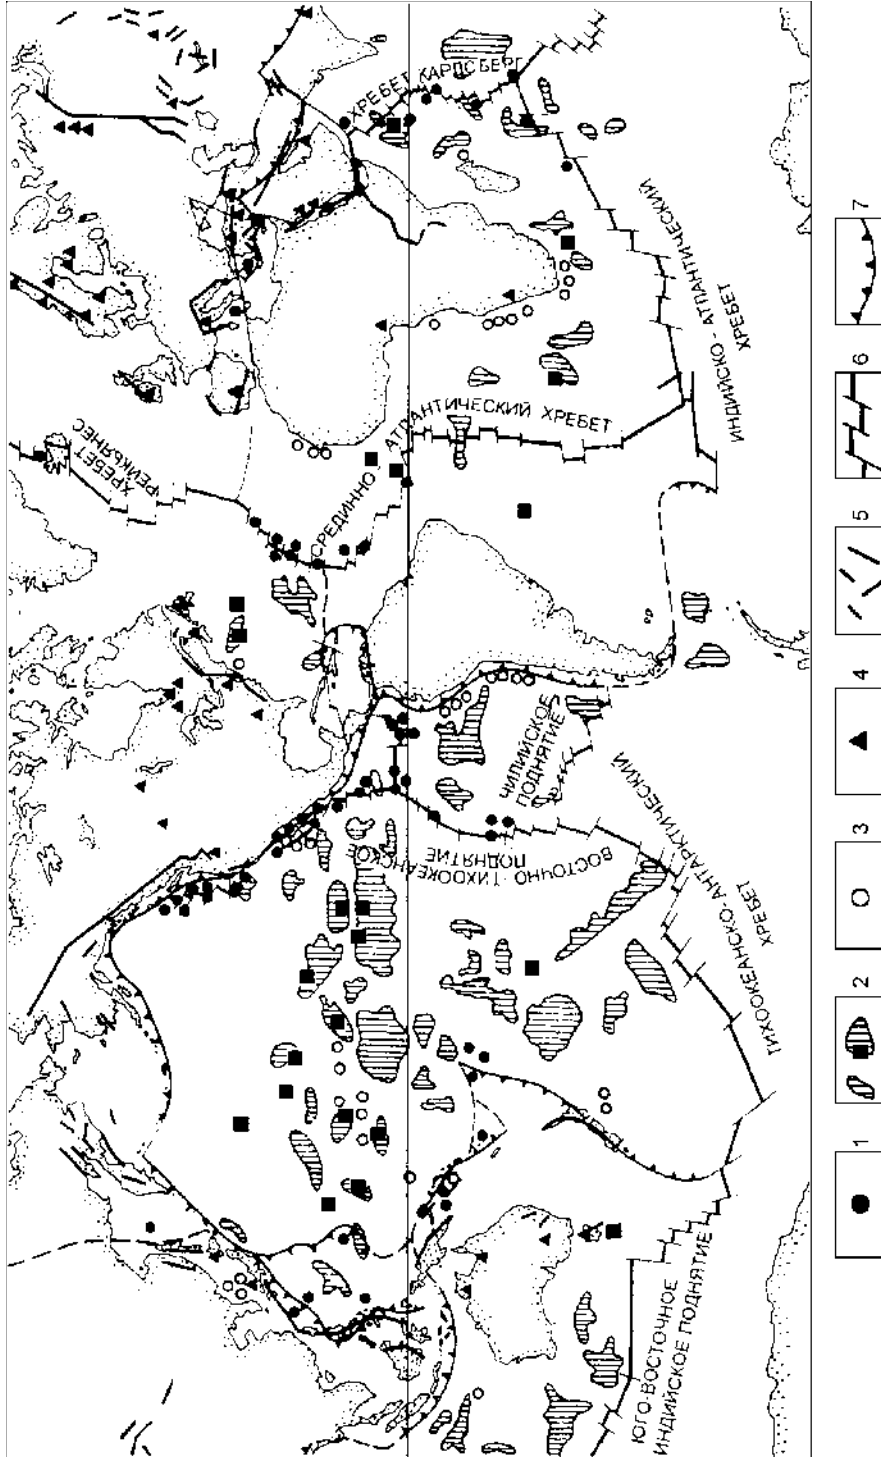 ХРЕБЕТ КАРЛСБЕРГ
ИНДИЙСКО - АТЛАНТИЧЕСКИЙ
ХРЕБЕТ
СРЕДИННО - АТЛАНТИЧЕСКИЙ ХРЕБЕТ
ХРЕБЕТ
РЕЙКЬЯНЕС
ЧИЛИЙСКОЕ
ПОДНЯТИЕ
ВОСТОЧНО - ТИХООКЕАНСКОЕ
ПОДНЯТИЕ
ТИХООКЕАНСКО-АНТАРКТИЧЕСКИЙ
ХРЕБЕТ
ЮГО-ВОСТОЧНОЕ
ИНДИЙСКОЕ ПОДНЯТИЕ
1
2
3
4
5
6
7